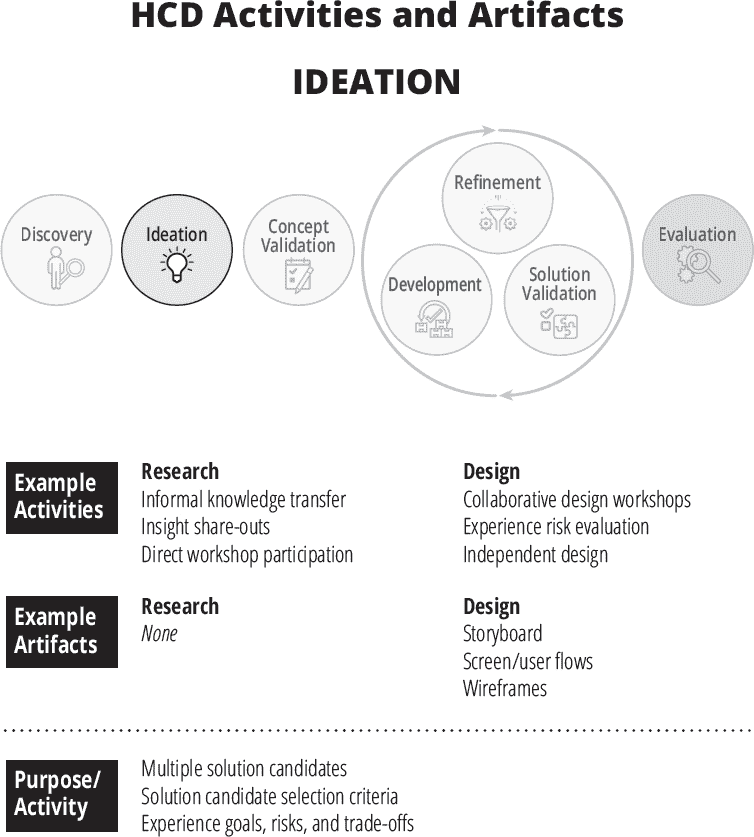 HCD Activities and Artifacts
IDEATION
Discovery
Ideation
Concept
Validation
Refinement
Development
Solution
Validation
Evaluation
Example
Activities
Research
Informal knowledge transfer
Insight share-outs
Direct workshop participation
Design
Collaborative design workshops
Experience risk evaluation
Independent design
Example
Artifacts
Research
None
Design
Storyboard
Screen/user flows
Wireframes
Purpose/
Activity
Multiple solution candidates
Solution candidate selection criteria
Experience goals, risks, and trade-offs